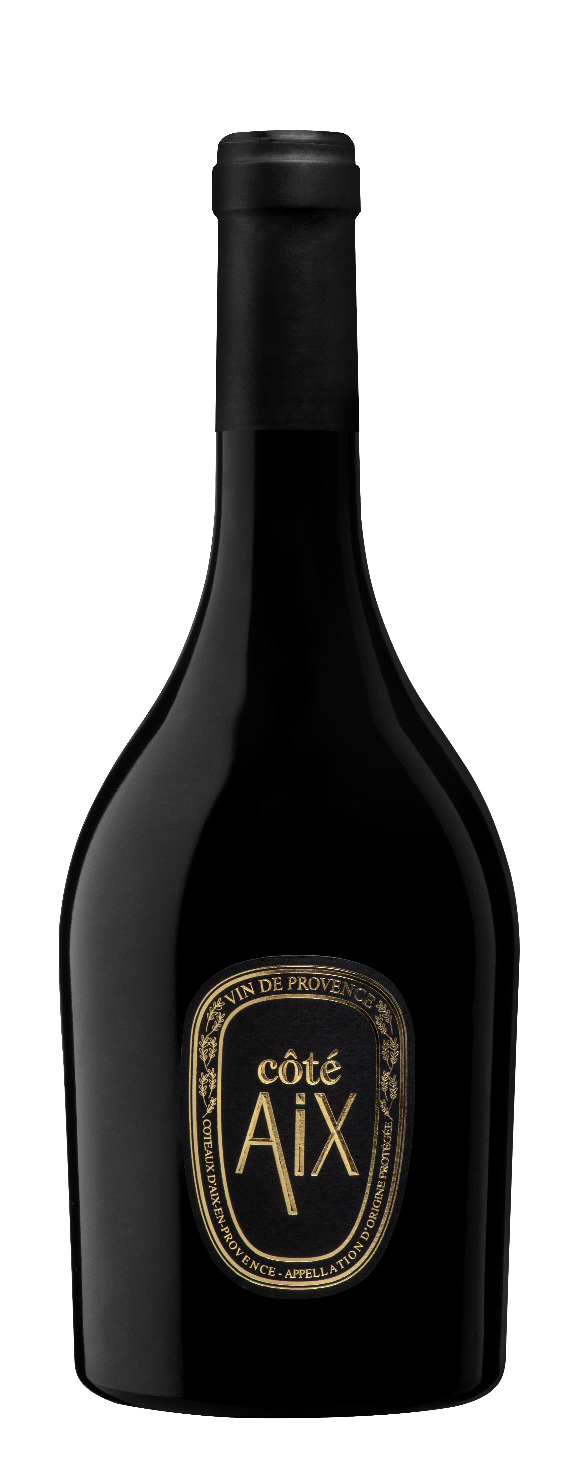 VIN DE PROVENCE
côté
AiX
COTEAUX D'AIX-EN-PROVENCE - APPELLATION D'ORIGINE PROTÉGÉE